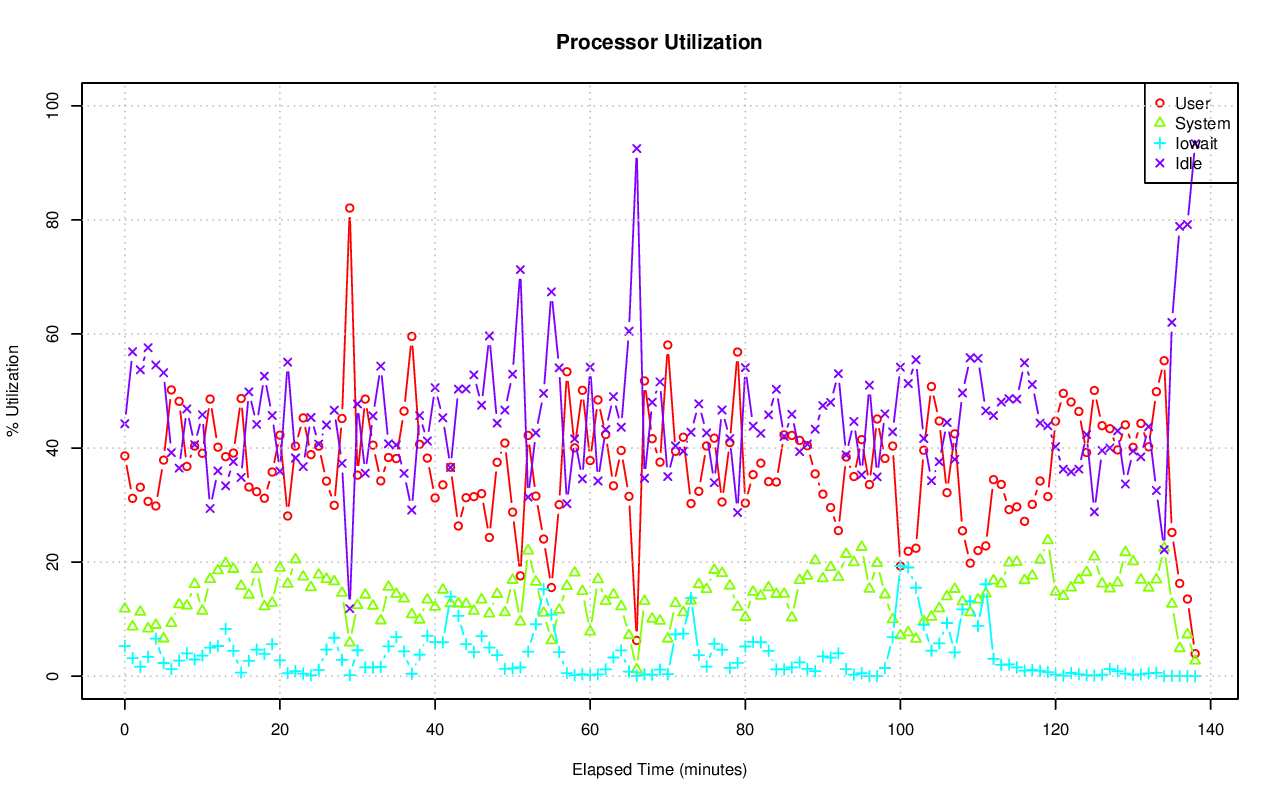 Processor Utilization
% Utilization
100
80
60
40
20
0
User
System
Iowait
Idle
0 20 40 60 80 100 120 140
Elapsed Time (minutes)